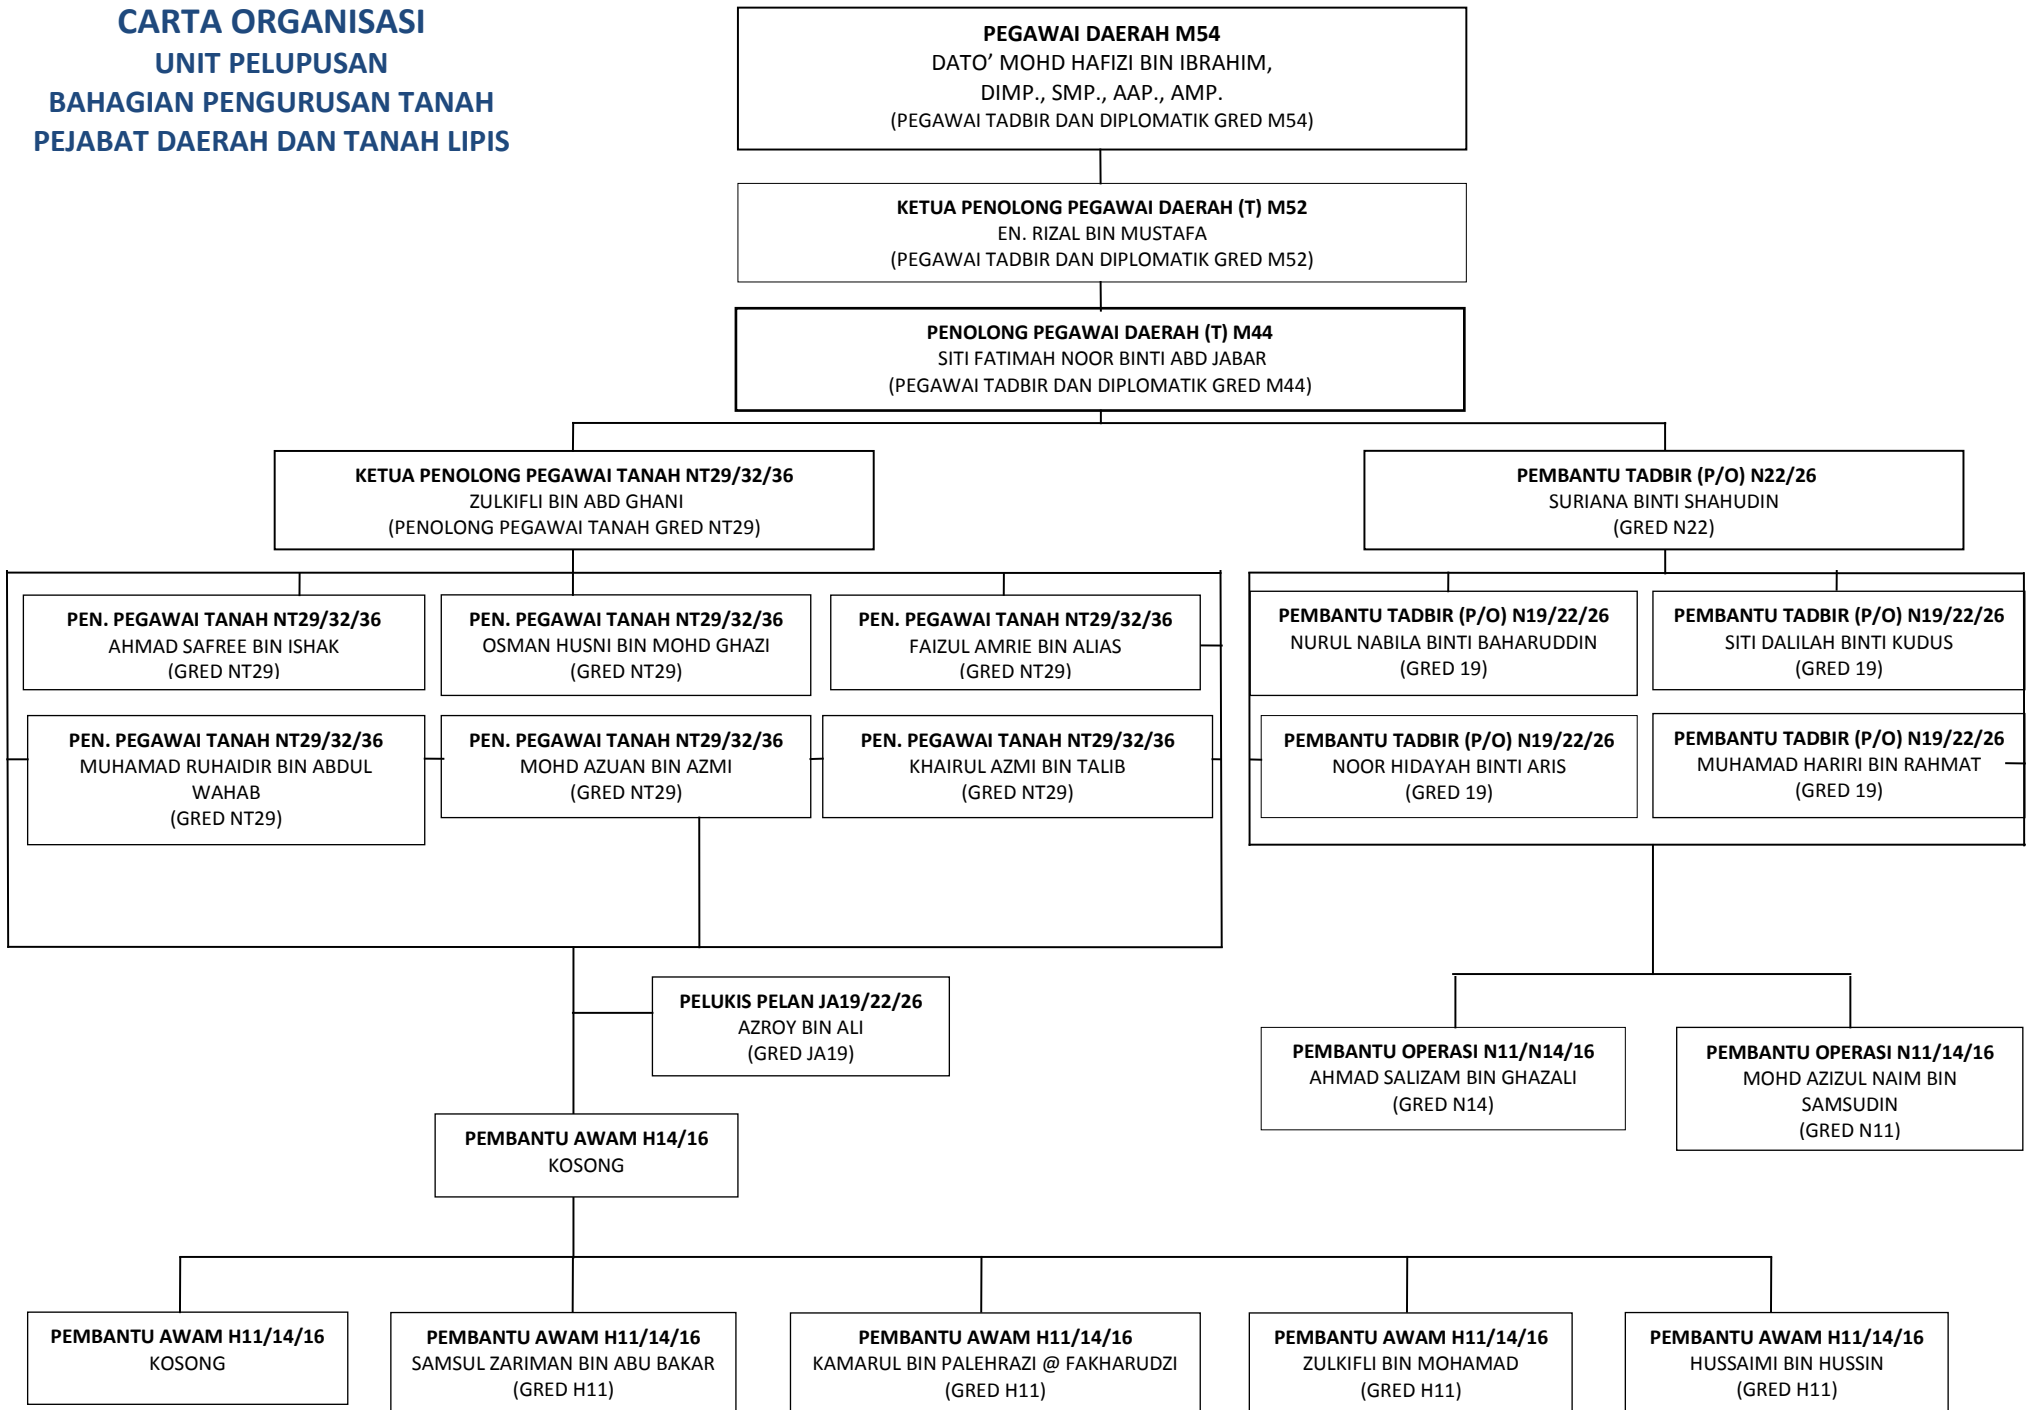 CARTA ORGANISASI
UNIT PELUPUSAN
BAHAGIAN PENGURUSAN TANAH
PEJABAT DAERAH DAN TANAH LIPIS
PEGAWAI DAERAH M54
DATO’ MOHD HAFIZI BIN IBRAHIM,
DIMP., SMP., AAP., AMP.
(PEGAWAI TADBIR DAN DIPLOMATIK GRED M54)
KETUA PENOLONG PEGAWAI DAERAH (T) M52
EN. RIZAL BIN MUSTAFA
(PEGAWAI TADBIR DAN DIPLOMATIK GRED M52)
PENOLONG PEGAWAI DAERAH (T) M44
SITI FATIMAH NOOR BINTI ABD JABAR
(PEGAWAI TADBIR DAN DIPLOMATIK GRED M44)
KETUA PENOLONG PEGAWAI TANAH NT29/32/36
ZULKIFLI BIN ABD GHANI
(PENOLONG PEGAWAI TANAH GRED NT29)
PEMBANTU TADBIR (P/O) N22/26
SURIANA BINTI SHAHUDIN
(GRED N22)
PEN. PEGAWAI TANAH NT29/32/36
AHMAD SAFREE BIN ISHAK
(GRED NT29)
PEN. PEGAWAI TANAH NT29/32/36
OSMAN HUSNI BIN MOHD GHAZI
(GRED NT29)
PEN. PEGAWAI TANAH NT29/32/36
FAIZUL AMRIE BIN ALIAS
(GRED NT29)
PEMBANTU TADBIR (P/O) N19/22/26
NURUL NABILA BINTI BAHARUDDIN
(GRED 19)
PEMBANTU TADBIR (P/O) N19/22/26
SITI DALILAH BINTI KUDUS
(GRED 19)
PEN. PEGAWAI TANAH NT29/32/36
MUHAMAD RUHAIDIR BIN ABDUL
WAHAB
(GRED NT29)
PEN. PEGAWAI TANAH NT29/32/36
MOHD AZUAN BIN AZMI
(GRED NT29)
PEN. PEGAWAI TANAH NT29/32/36
KHAIRUL AZMI BIN TALIB
(GRED NT29)
PEMBANTU TADBIR (P/O) N19/22/26
NOOR HIDAYAH BINTI ARIS
(GRED 19)
PEMBANTU TADBIR (P/O) N19/22/26
MUHAMAD HARIRI BIN RAHMAT
(GRED 19)
PELUKIS PELAN JA19/22/26
AZROY BIN ALI
(GRED JA19)
PEMBANTU OPERASI N11/N14/16
AHMAD SALIZAM BIN GHAZALI
(GRED N14)
PEMBANTU OPERASI N11/14/16
MOHD AZIZUL NAIM BIN
SAMSUDIN
(GRED N11)
PEMBANTU AWAM H14/16
KOSONG
PEMBANTU AWAM H11/14/16
KOSONG
PEMBANTU AWAM H11/14/16
SAMSUL ZARIMAN BIN ABU BAKAR
(GRED H11)
PEMBANTU AWAM H11/14/16
KAMARUL BIN PALEHRAZI @ FAKHARUDZI
(GRED H11)
PEMBANTU AWAM H11/14/16
ZULKIFLI BIN MOHAMAD
(GRED H11)
PEMBANTU AWAM H11/14/16
HUSSAIMI BIN HUSSIN
(GRED H11)